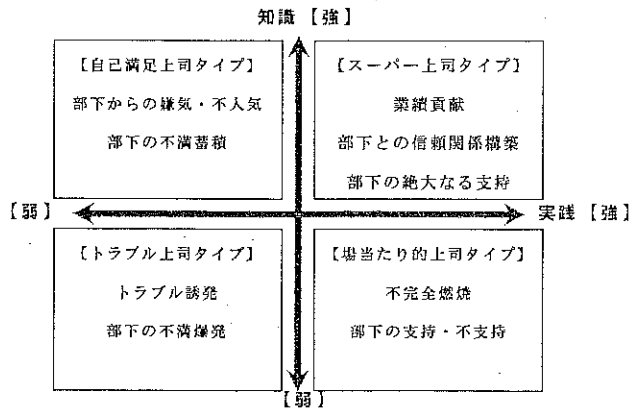 知識【強】
【自己満足上司タイプ】
部下からの嫌気・不人気
部下の不満蓄積
【スーパー上司タイプ】
業績貢献
部下との信頼関係構築
部下の絶大なる支持
【弱】
実践【強】
【トラブル上司タイプ】
トラブル誘発
部下の不満爆発
【場当たり的上司タイプ】
不完全燃焼
部下の支持・不支持
【弱】